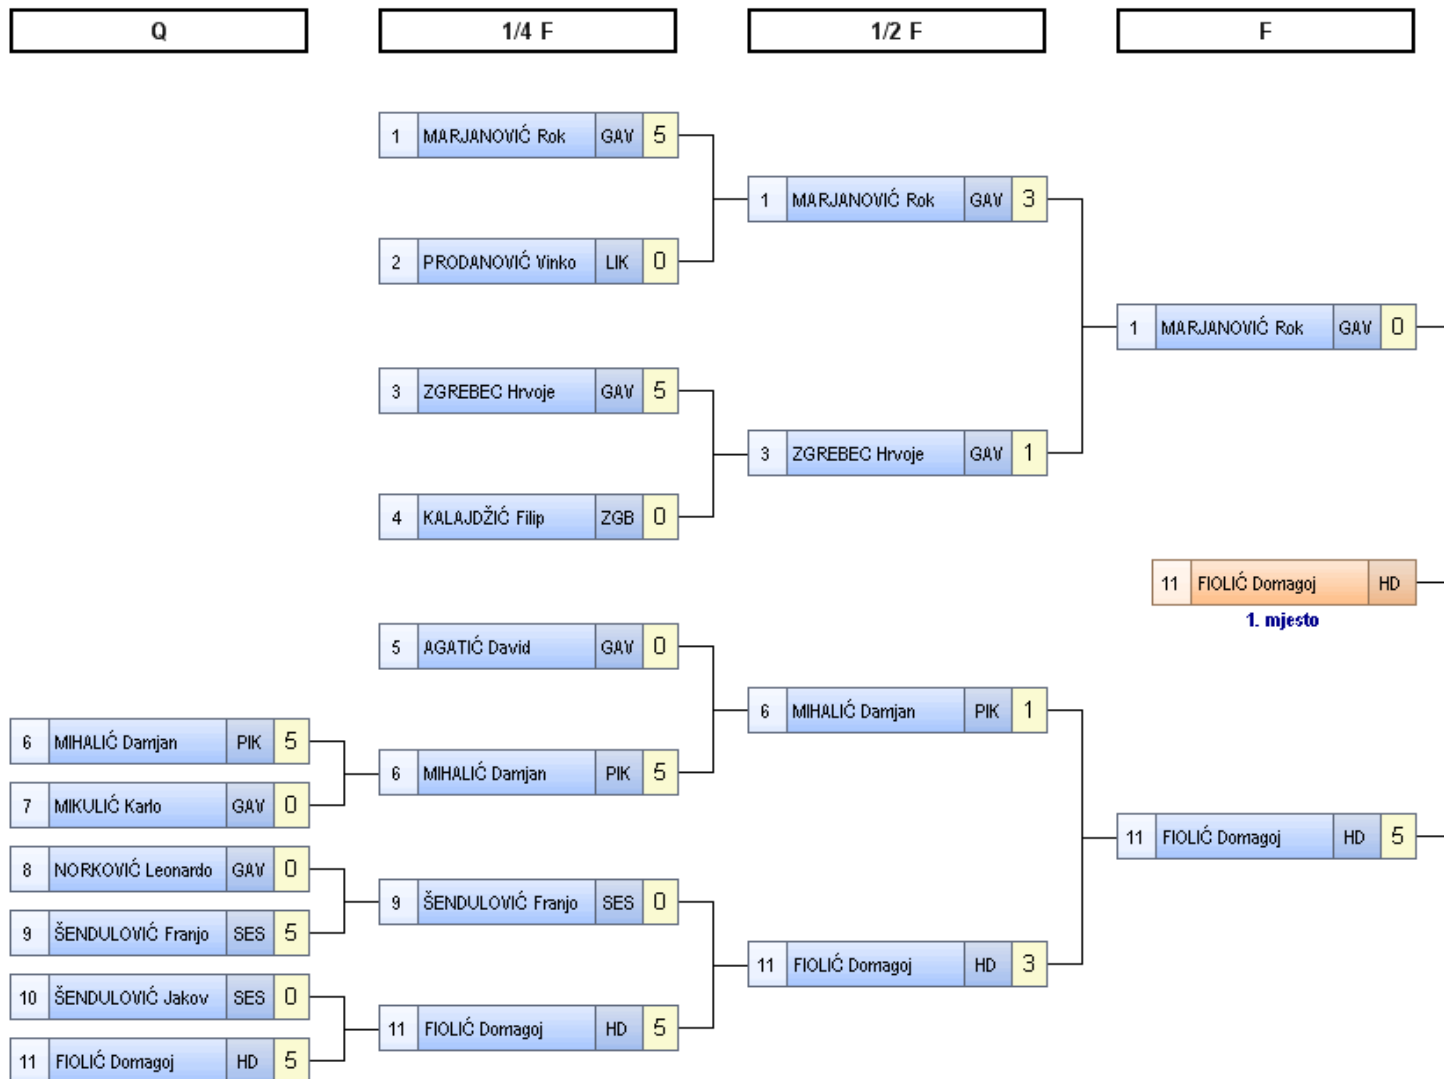 Q
1/4 F
1/2 F
F
1 MARJANOVIĆ Rok GAV 5
1 MARJANOVIĆ Rok GAV 3
2 PRODANOVIĆ Vinko LIK 0
1 MARJANOVIĆ Rok GAV 0
3 ZGREBEC Hrvoje GAV 5
3 ZGREBEC Hrvoje GAV 1
4 KALAJDŽIĆ Filip ZGB 0
11 FIOLIĆ Domagoj HD
1. mjesto
5 AGATIĆ David GAV 0
6 MIHALIĆ Damjan PIK 1
6 MIHALIĆ Damjan PIK 5
6 MIHALIĆ Damjan PIK 5
7 MIKULIĆ Karlo GAV 0
11 FIOLIĆ Domagoj HD 5
8 NORKOVIĆ Leonardo GAV 0
9 ŠENDULOVIĆ Franjo SES 0
9 ŠENDULOVIĆ Franjo SES 5
11 FIOLIĆ Domagoj HD 3
10 ŠENDULOVIĆ Jakov SES 0
11 FIOLIĆ Domagoj HD 5
11 FIOLIĆ Domagoj HD 5